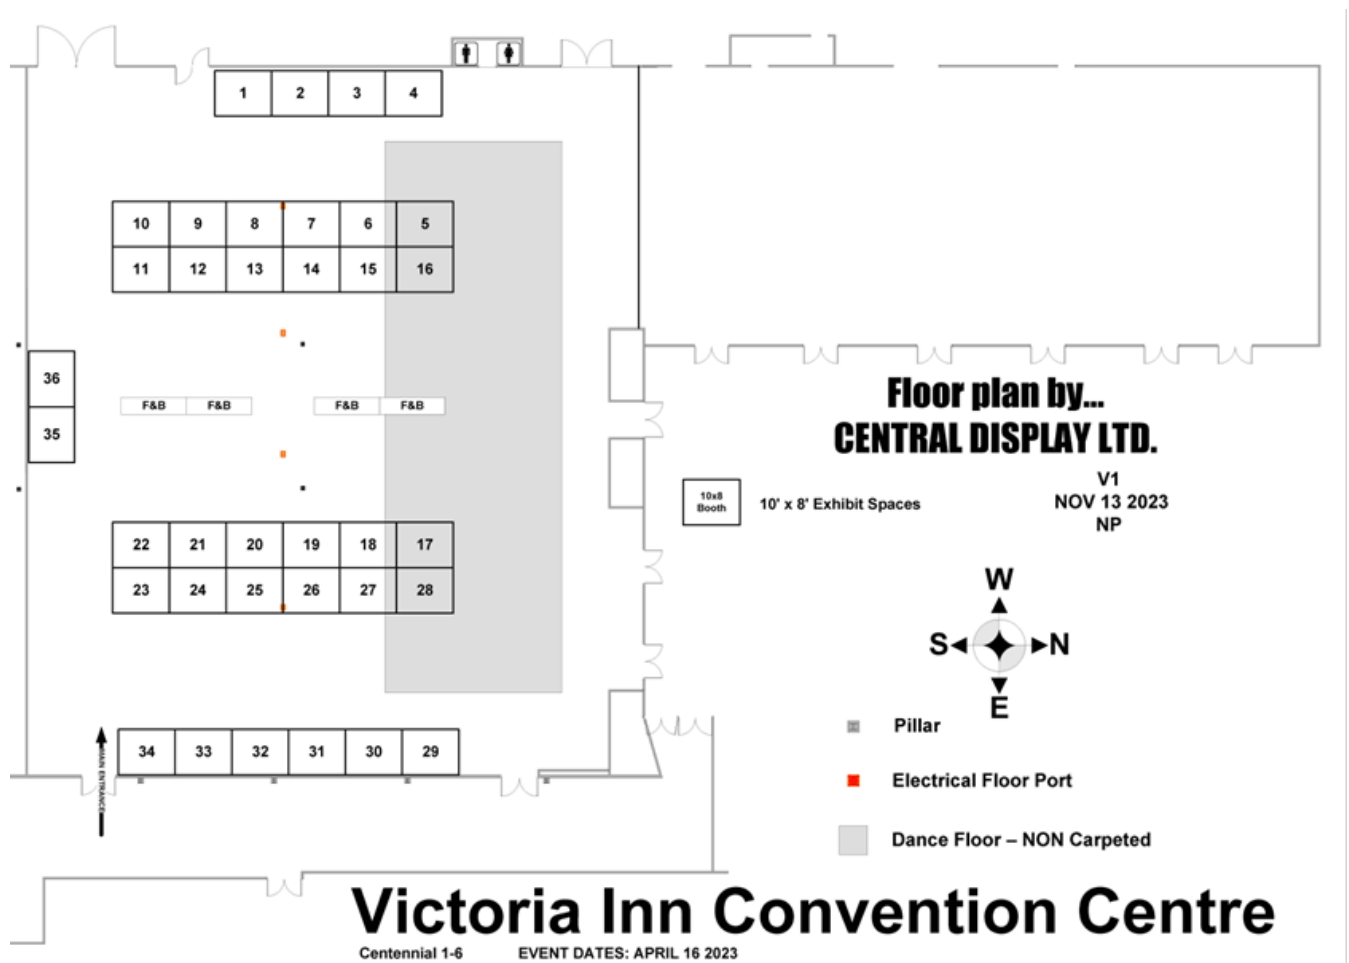 1 2 3 4
10 9 8 7 6 5
11 12 13 14 15 16
36
35
F&B F&B F&B F&B
22 21 20 19 18 17
23 24 25 26 27 28
34 33 32 31 30 29
MAIN ENTRANCE
Floor plan by...
CENTRAL DISPLAY LTD.
V1
NOV 13 2023
NP
10x8
Booth
10' x 8' Exhibit Spaces
W
S N
E
Pillar
Electrical Floor Port
Dance Floor – NON Carpeted
Victoria Inn Convention Centre
Centennial 1-6 EVENT DATES: APRIL 16 2023